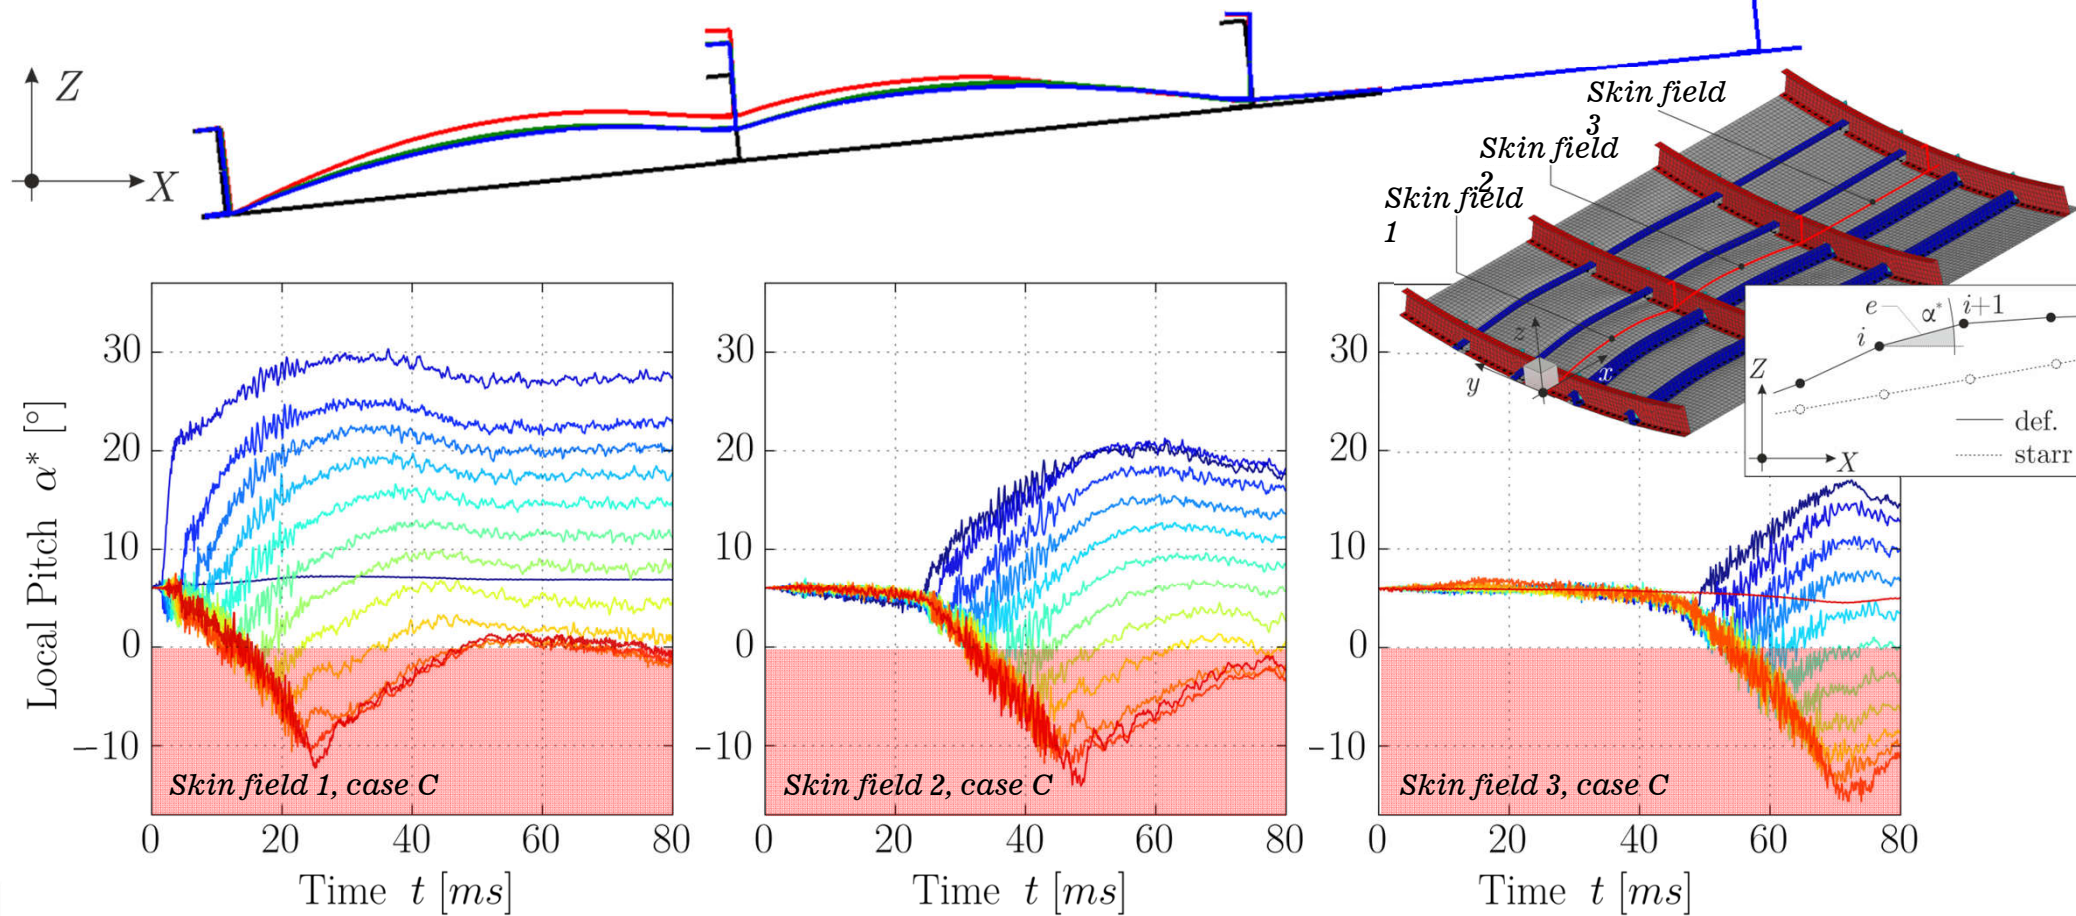 Z
X
Skin field
3
Skin field
2
Skin field
1
z
y
x
e
α*
i+1
i
Z
X
def.
starr
Local Pitch α* [°]
30
20
10
0
−10
Skin field 1, case C
0
20
40
60
80
Time t [ms]
Skin field 2, case C
30
20
10
0
−10
0
20
40
60
80
Time t [ms]
30
20
10
0
−10
Skin field 3, case C
0
20
40
60
80
Time t [ms]